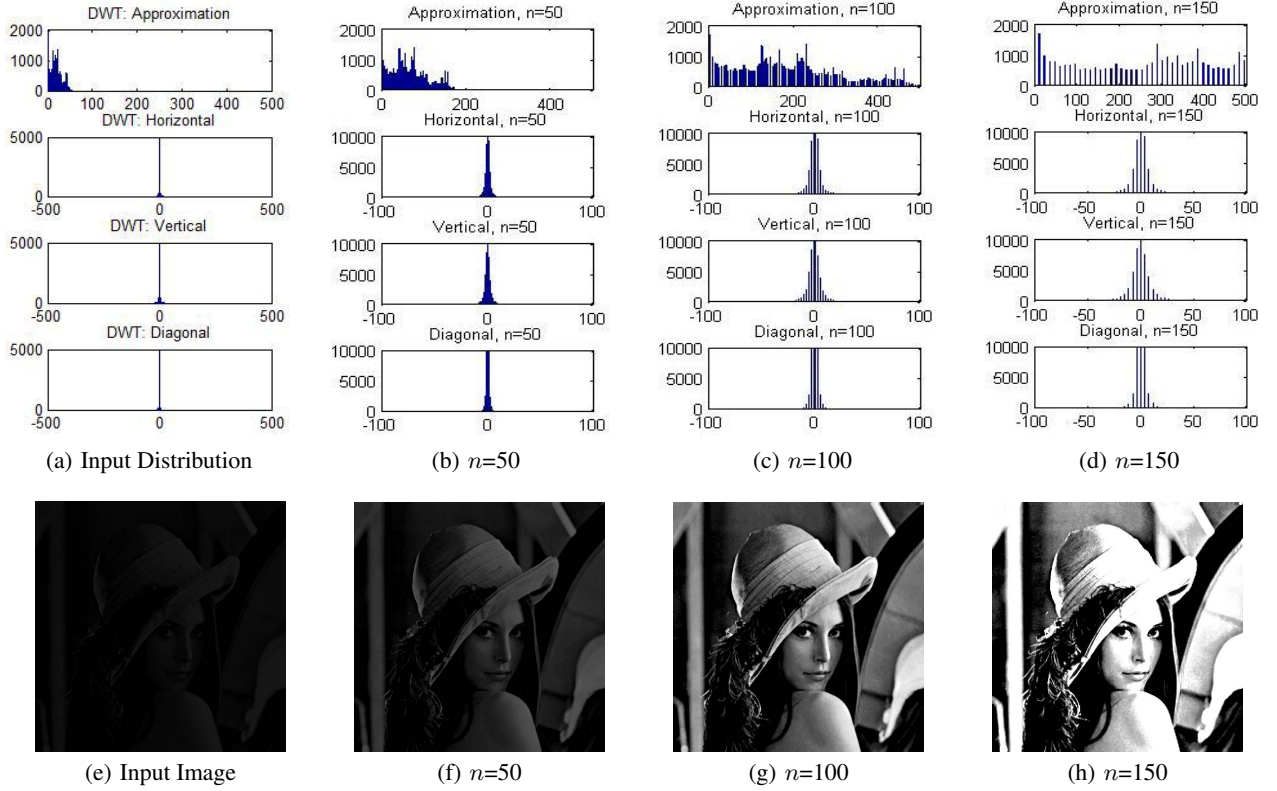 DWT: Approximation
2000
1000
0
0 100 200 300 400 500
DWT: Horizontal
5000
0
-500 0 500
DWT: Vertical
5000
0
-500 0 500
DWT: Diagonal
5000
0
-500 0 500
(a) Input Distribution
Approximation, n=50
2000
1000
0
0 200 400
Horizontal, n=50
10000
5000
0
-100 0 100
Vertical, n=50
10000
5000
0
-100 0 100
Diagonal, n=50
10000
5000
0
-100 0 100
(b) n=50
Approximation, n=100
2000
1000
0
0 200 400
Horizontal, n=100
10000
5000
0
-100 0 100
Vertical, n=100
10000
5000
0
-100 0 100
Diagonal, n=100
10000
5000
0
-100 0 100
(c) n=100
Approximation, n=150
2000
1000
0
0 100 200 300 400 500
Horizontal, n=150
10000
5000
0
-100 -50 0 50 100
Vertical, n=150
10000
5000
0
-100 -50 0 50 100
Diagonal, n=150
10000
5000
0
-100 -50 0 50 100
(d) n=150
(e) Input Image
(f) n=50
(g) n=100
(h) n=150